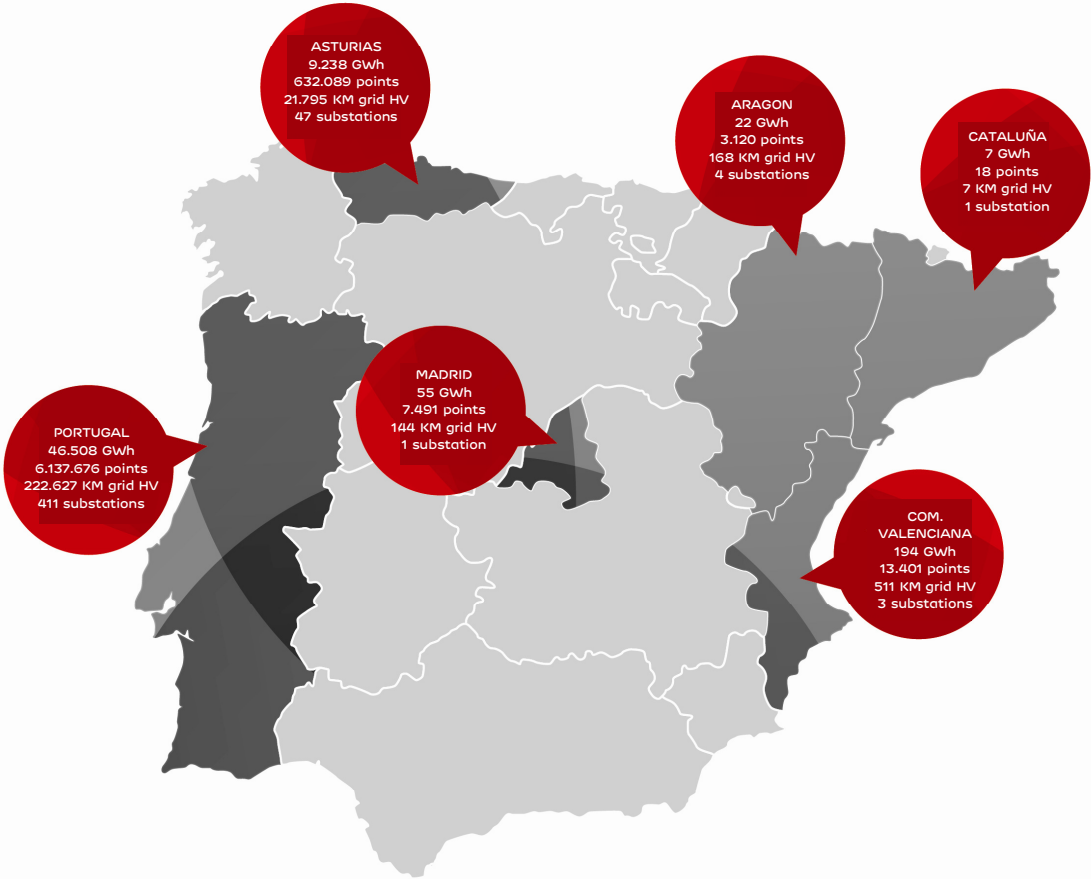 ASTURIAS
9.238 GWh
632.089 points
21.795 KM grid HV
47 substations
ARAGON
22 GWh
3.120 points
168 KM grid HV
4 substations
CATALUÑA
7 GWh
18 points
7 KM grid HV
1 substation
MADRID
55 GWh
7.491 points
144 KM grid HV
1 substation
PORTUGAL
46.508 GWh
6.137.676 points
222.627 KM grid HV
411 substations
COM.
VALENCIANA
194 GWh
13.401 points
511 KM grid HV
3 substations